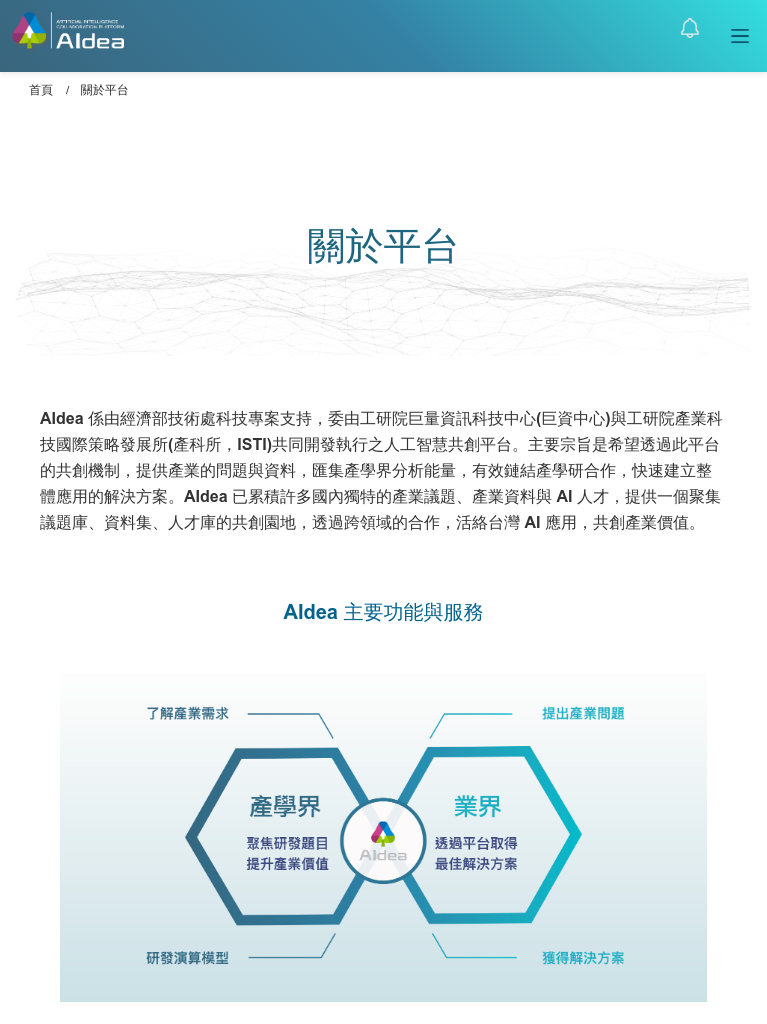 ARTIFICIAL INTELLIGENCE
COLLABORATION PLATFORM
AIdea
首頁 / 關於平台
關於平台
AIdea 係由經濟部技術處科技專案支持，委由工研院巨量資訊科技中心(巨資中心)與工研院產業科
技國際策略發展所(產科所，ISTI)共同開發執行之人工智慧共創平台。主要宗旨是希望透過此平台
的共創機制，提供產業的問題與資料，匯集產學界分析能量，有效鏈結產學研合作，快速建立整
體應用的解決方案。AIdea 已累積許多國內獨特的產業議題、產業資料與 AI 人才，提供一個聚集
議題庫、資料集、人才庫的共創園地，透過跨領域的合作，活絡台灣 AI 應用，共創產業價值。
AIdea 主要功能與服務
了解產業需求
提出產業問題
產學界
聚焦研發題目
提升產業價值
AIdea
業界
透過平台取得
最佳解決方案
研發演算模型
獲得解決方案